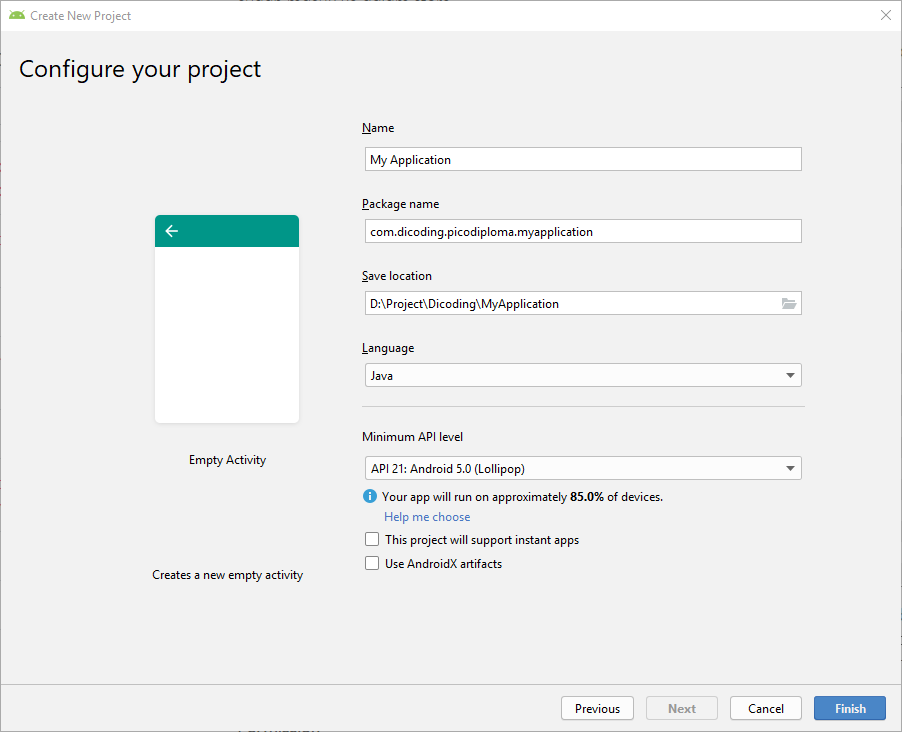 Create New Project
Configure your project
Name
My Application
Package name
com.dicoding.picodiploma.myapplication
Save location
D:\Project\Dicoding\MyApplication
Language
Java
Empty Activity
Creates a new empty activity
Minimum API level
API 21: Android 5.0 (Lollipop)
Your app will run on approximately 85.0% of devices.
Help me choose
This project will support instant apps
Use AndroidX artifacts
Previous
Next
Cancel
Finish